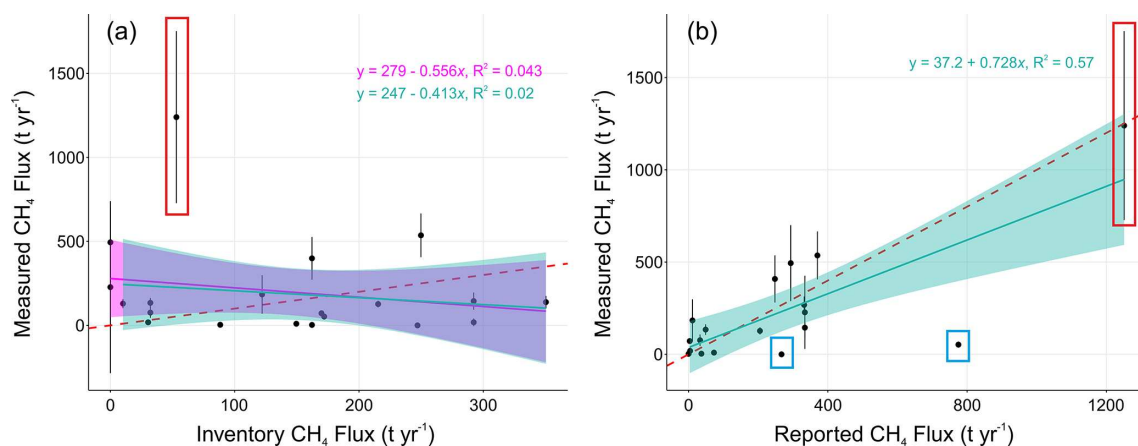 (a)
y = 279 - 0.556x, R² = 0.043
y = 247 - 0.413x, R² = 0.02
Measured CH₄ Flux (t yr⁻¹)
1500
1000
500
0
0 100 200 300
Inventory CH₄ Flux (t yr⁻¹)
(b)
y = 37.2 + 0.728x, R² = 0.57
Measured CH₄ Flux (t yr⁻¹)
1500
1000
500
0
0 400 800 1200
Reported CH₄ Flux (t yr⁻¹)